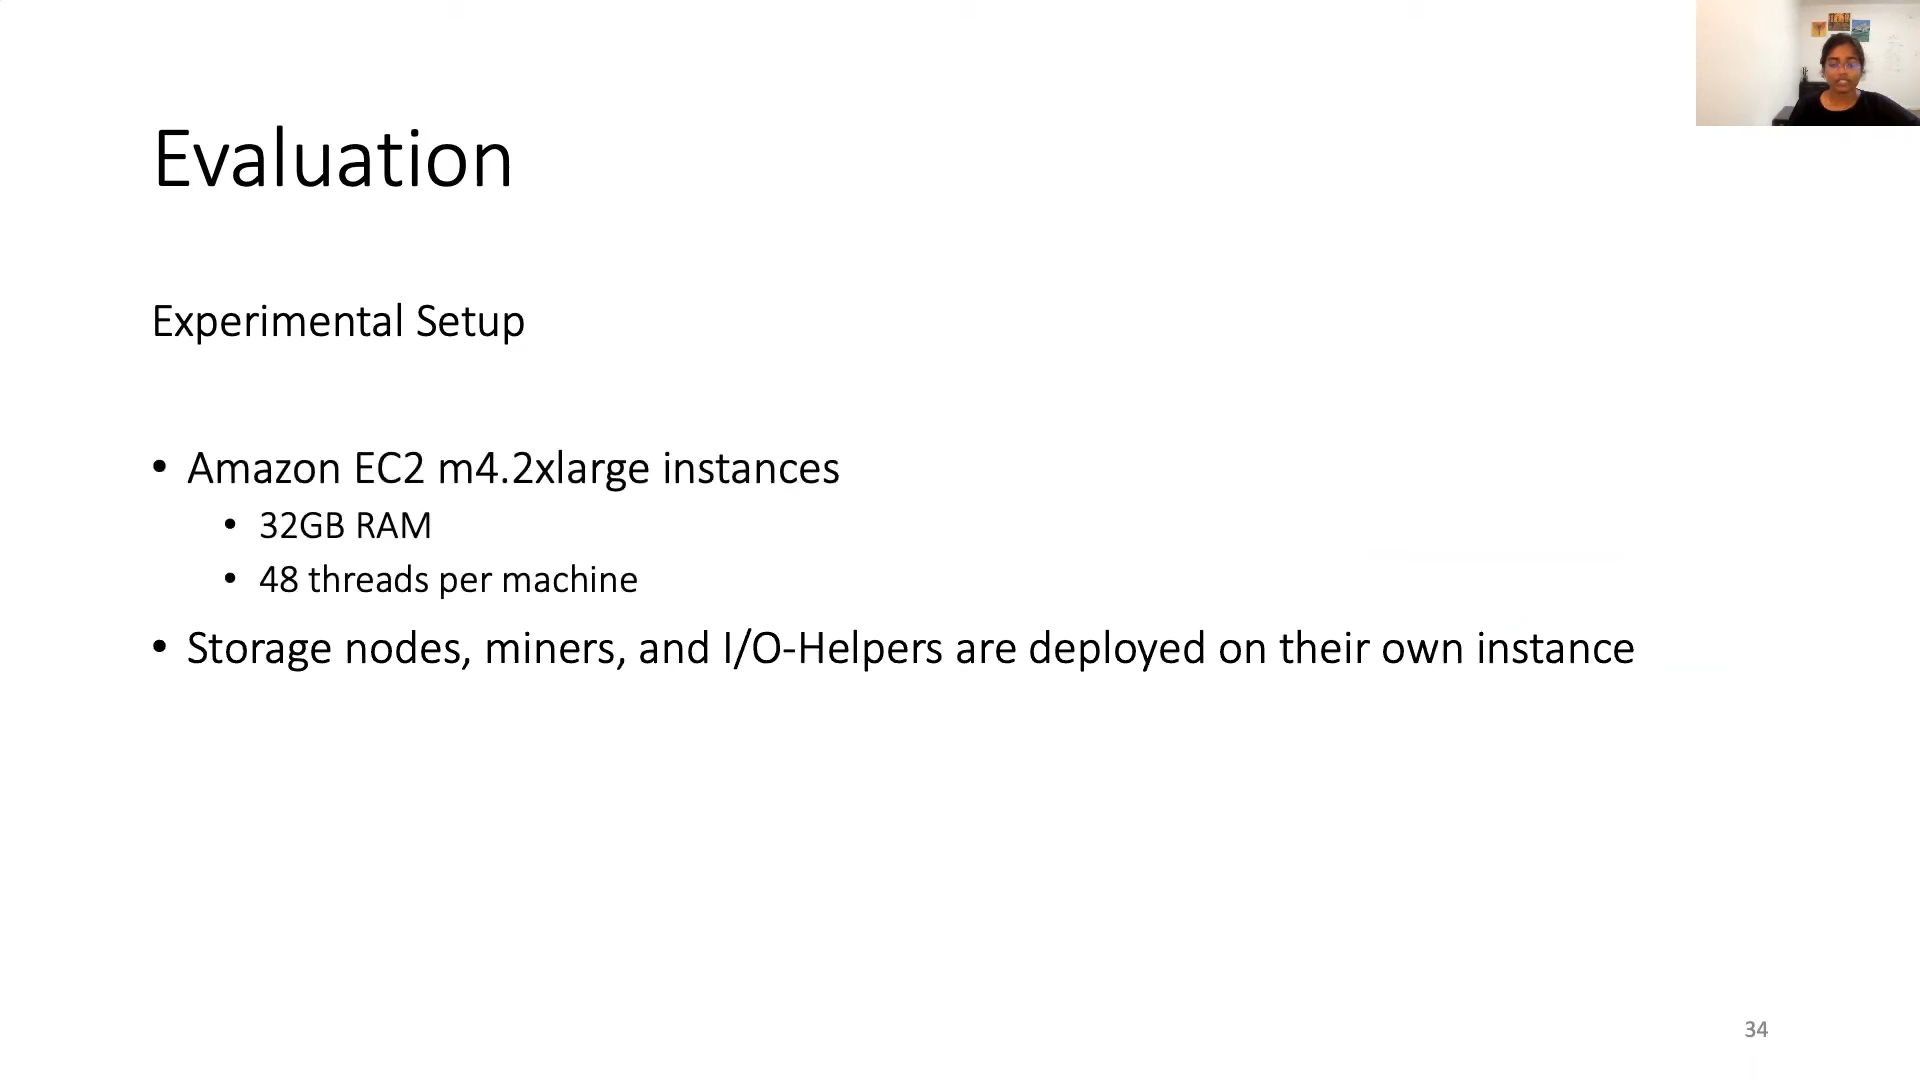 Evaluation
Experimental Setup
• Amazon EC2 m4.2xlarge instances
• 32GB RAM
• 48 threads per machine
• Storage nodes, miners, and I/O-Helpers are deployed on their own instance
34